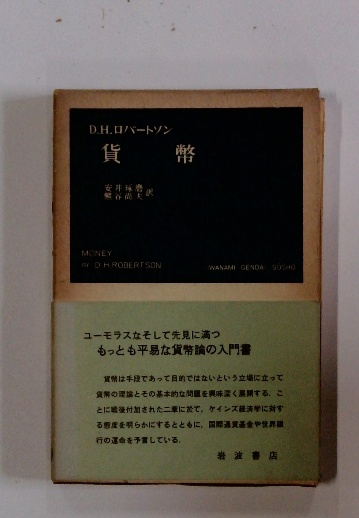 D.H.ロバートソン
貨幣
安井琢磨
熊谷尚夫 訳
MONEY
BY D.H.ROBERTSON
IWANAMI GENDAI SOSHO
ユーモラスなそして先見に満つ
もっとも平易な貨幣論の入門書
貨幣は手段であって目的ではないという立場に立って
貨幣の理論とその基本的な問題を興味深く展開する。こ
とに戦後付加された二章に於て、ケインズ経済学に対す
る態度を明らかにするとともに、国際通貨基金や世界銀
行の運命を予言している。
岩波書店